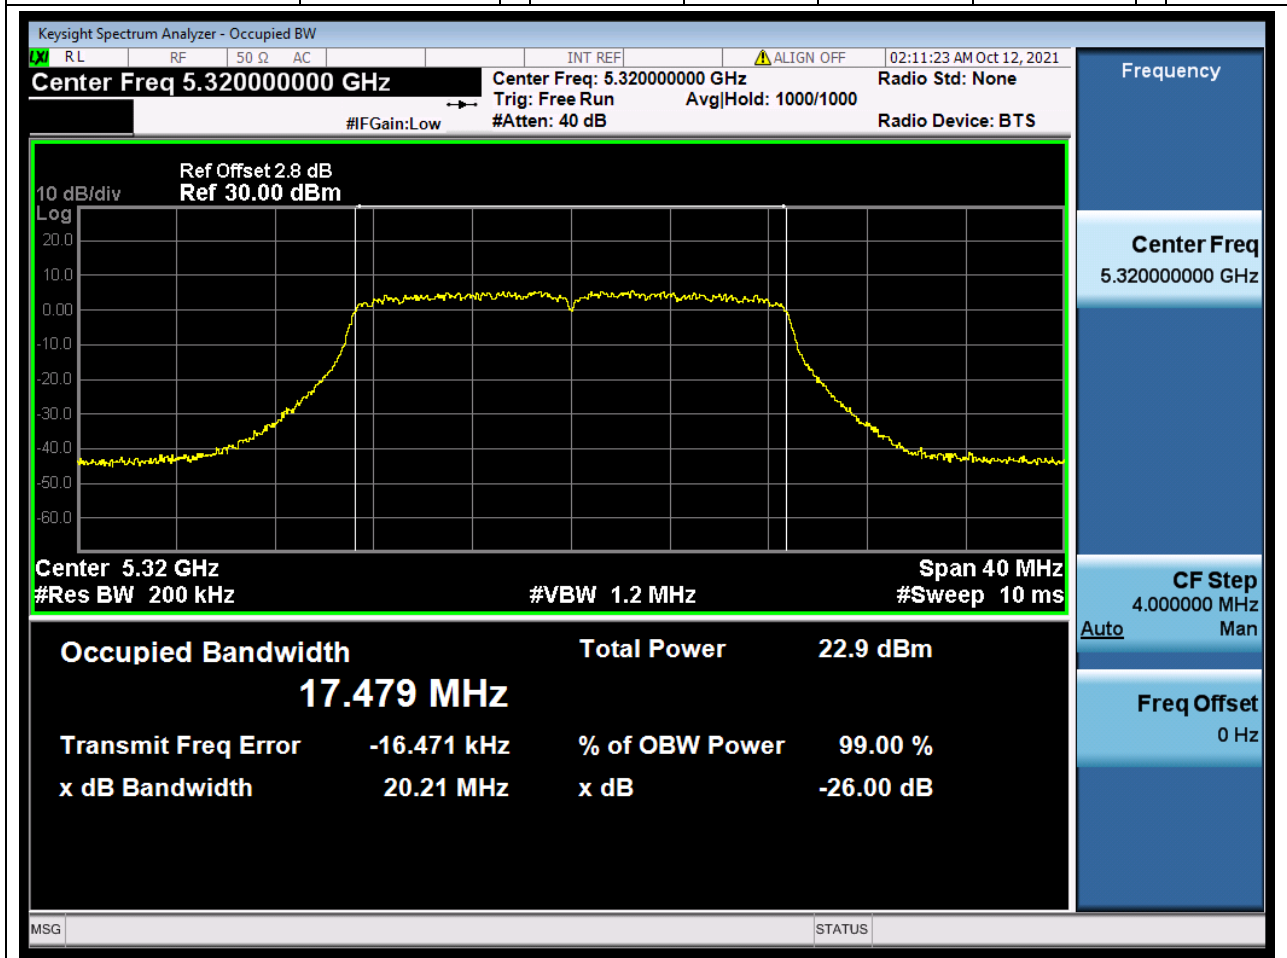 Keysight Spectrum Analyzer - Occupied BW
LXI RL RF 50 Ω AC INT REF ALIGN OFF 02:11:23 AM Oct 12, 2021
Center Freq 5.320000000 GHz
#IFGain:Low
Center Freq: 5.320000000 GHz
Trig: Free Run Avg|Hold: 1000/1000
#Atten: 40 dB
Radio Std: None
Radio Device: BTS
Ref Offset 2.8 dB
10 dB/div Ref 30.00 dBm
Log
20.0
10.0
0.00
-10.0
-20.0
-30.0
-40.0
-50.0
-60.0
Center 5.32 GHz Span 40 MHz
#Res BW 200 kHz #VBW 1.2 MHz #Sweep 10 ms
Occupied Bandwidth Total Power 22.9 dBm
17.479 MHz
Transmit Freq Error -16.471 kHz % of OBW Power 99.00 %
x dB Bandwidth 20.21 MHz x dB -26.00 dB
Frequency
Center Freq
5.320000000 GHz
CF Step
4.000000 MHz
Auto Man
Freq Offset
0 Hz
MSG STATUS